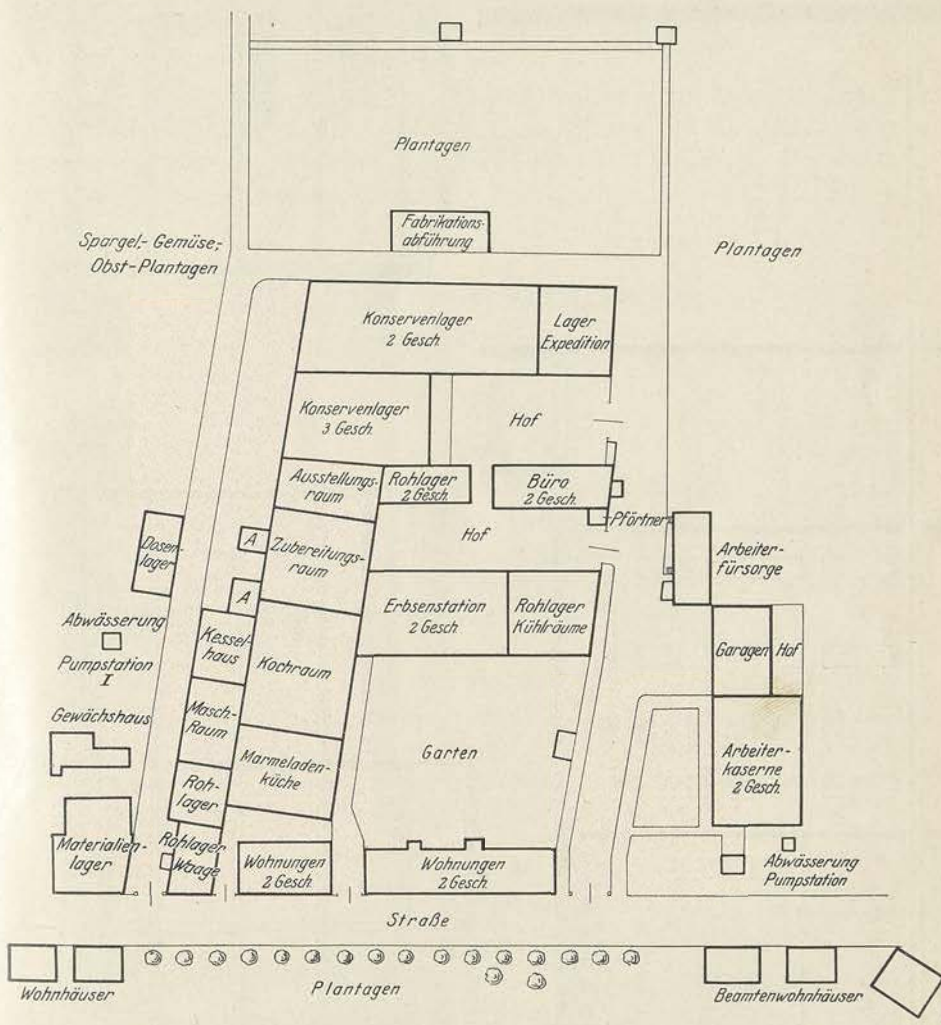 Plantagen
Fabrikations-
abführung
Spargel,- Gemüse,-
Obst-Plantagen
Plantagen
Konservenlager
2 Gesch.
Lager
Expedition
Konservenlager
3 Gesch.
Hof
Ausstellungs-
raum
Rohlager
2 Gesch.
Büro
2 Gesch.
Pförtner
Dosen-
lager
A
Zubereitungs-
raum
Hof
Arbeiter-
fürsorge
A
Erbsenstation
2 Gesch.
Rohlager
Kühlräume
Abwässerung
Pumpstation
I
Kessel-
haus
Kochraum
Garagen
Hof
Gewächshaus
Masch.-
Raum
Marmeladen-
küche
Garten
Arbeiter-
kaserne
2 Gesch.
Roh-
lager
Materialien-
lager
Rohlager
Waage
Wohnungen
2 Gesch.
Wohnungen
2 Gesch.
Abwässerung
Pumpstation
Straße
Wohnhäuser
Plantagen
Beamtenwohnhäuser